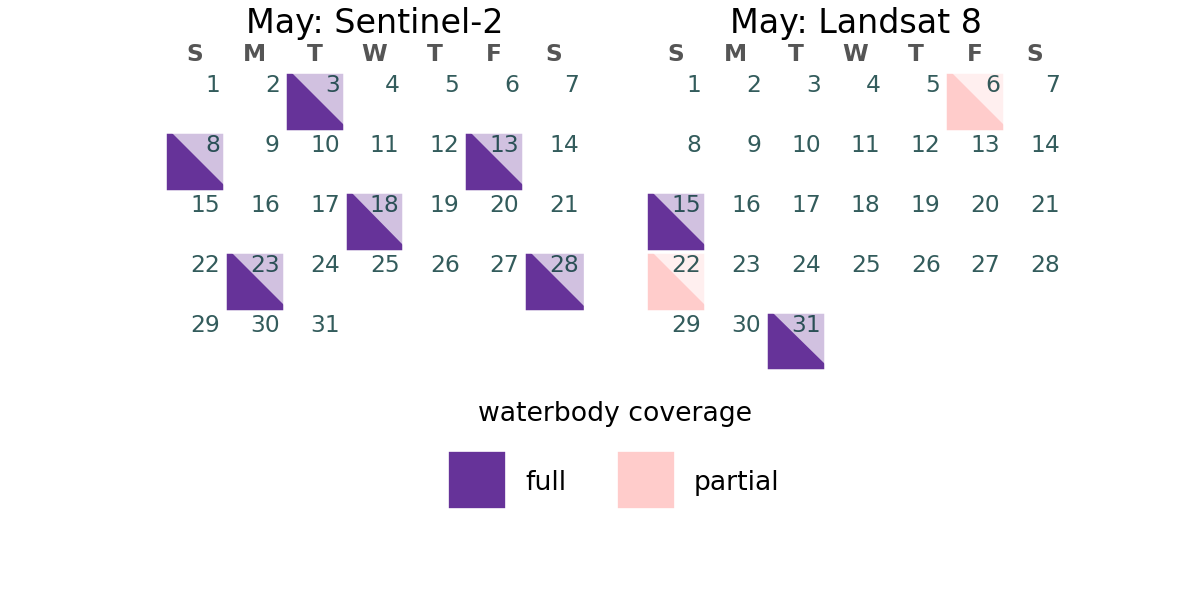 May: Sentinel-2
S M T W T F S
1 2 3 4 5 6 7
8 9 10 11 12 13 14
15 16 17 18 19 20 21
22 23 24 25 26 27 28
29 30 31
May: Landsat 8
S M T W T F S
1 2 3 4 5 6 7
8 9 10 11 12 13 14
15 16 17 18 19 20 21
22 23 24 25 26 27 28
29 30 31
waterbody coverage
full
partial